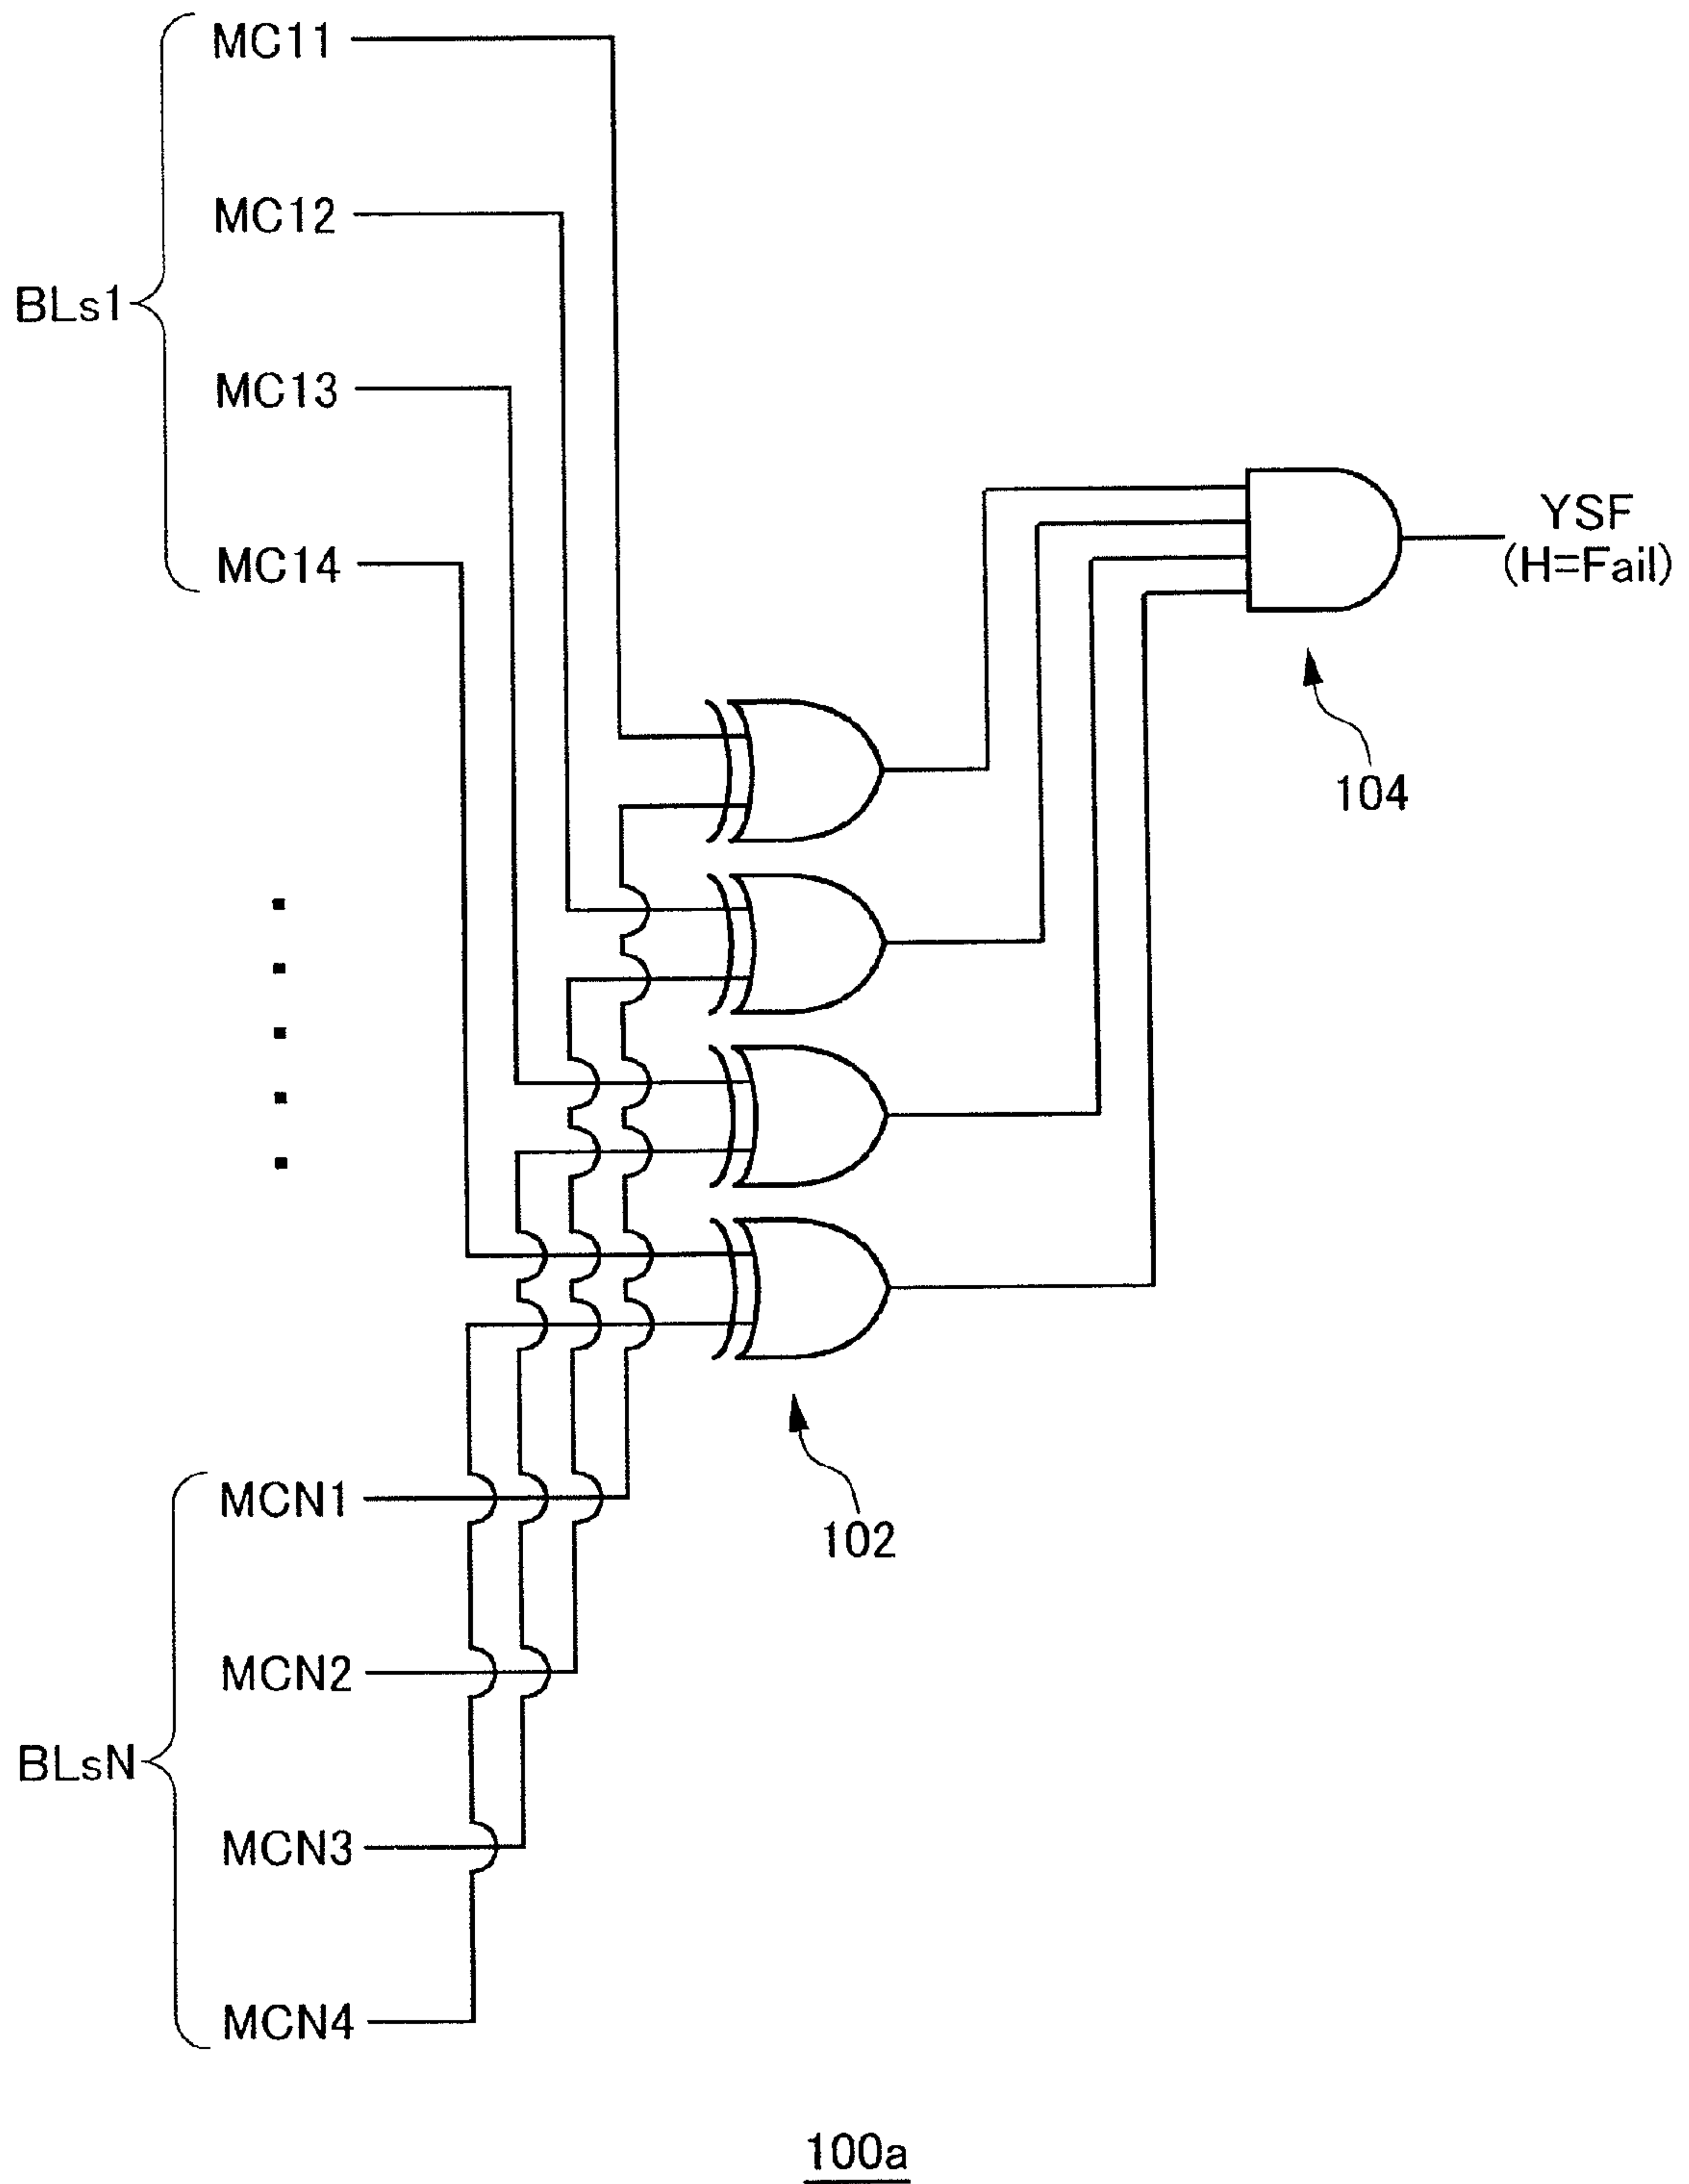 MC11
MC12
BLs1
MC13
MC14
YSF
(H=Fail)
104
102
MCN1
MCN2
BLsN
MCN3
MCN4
100a